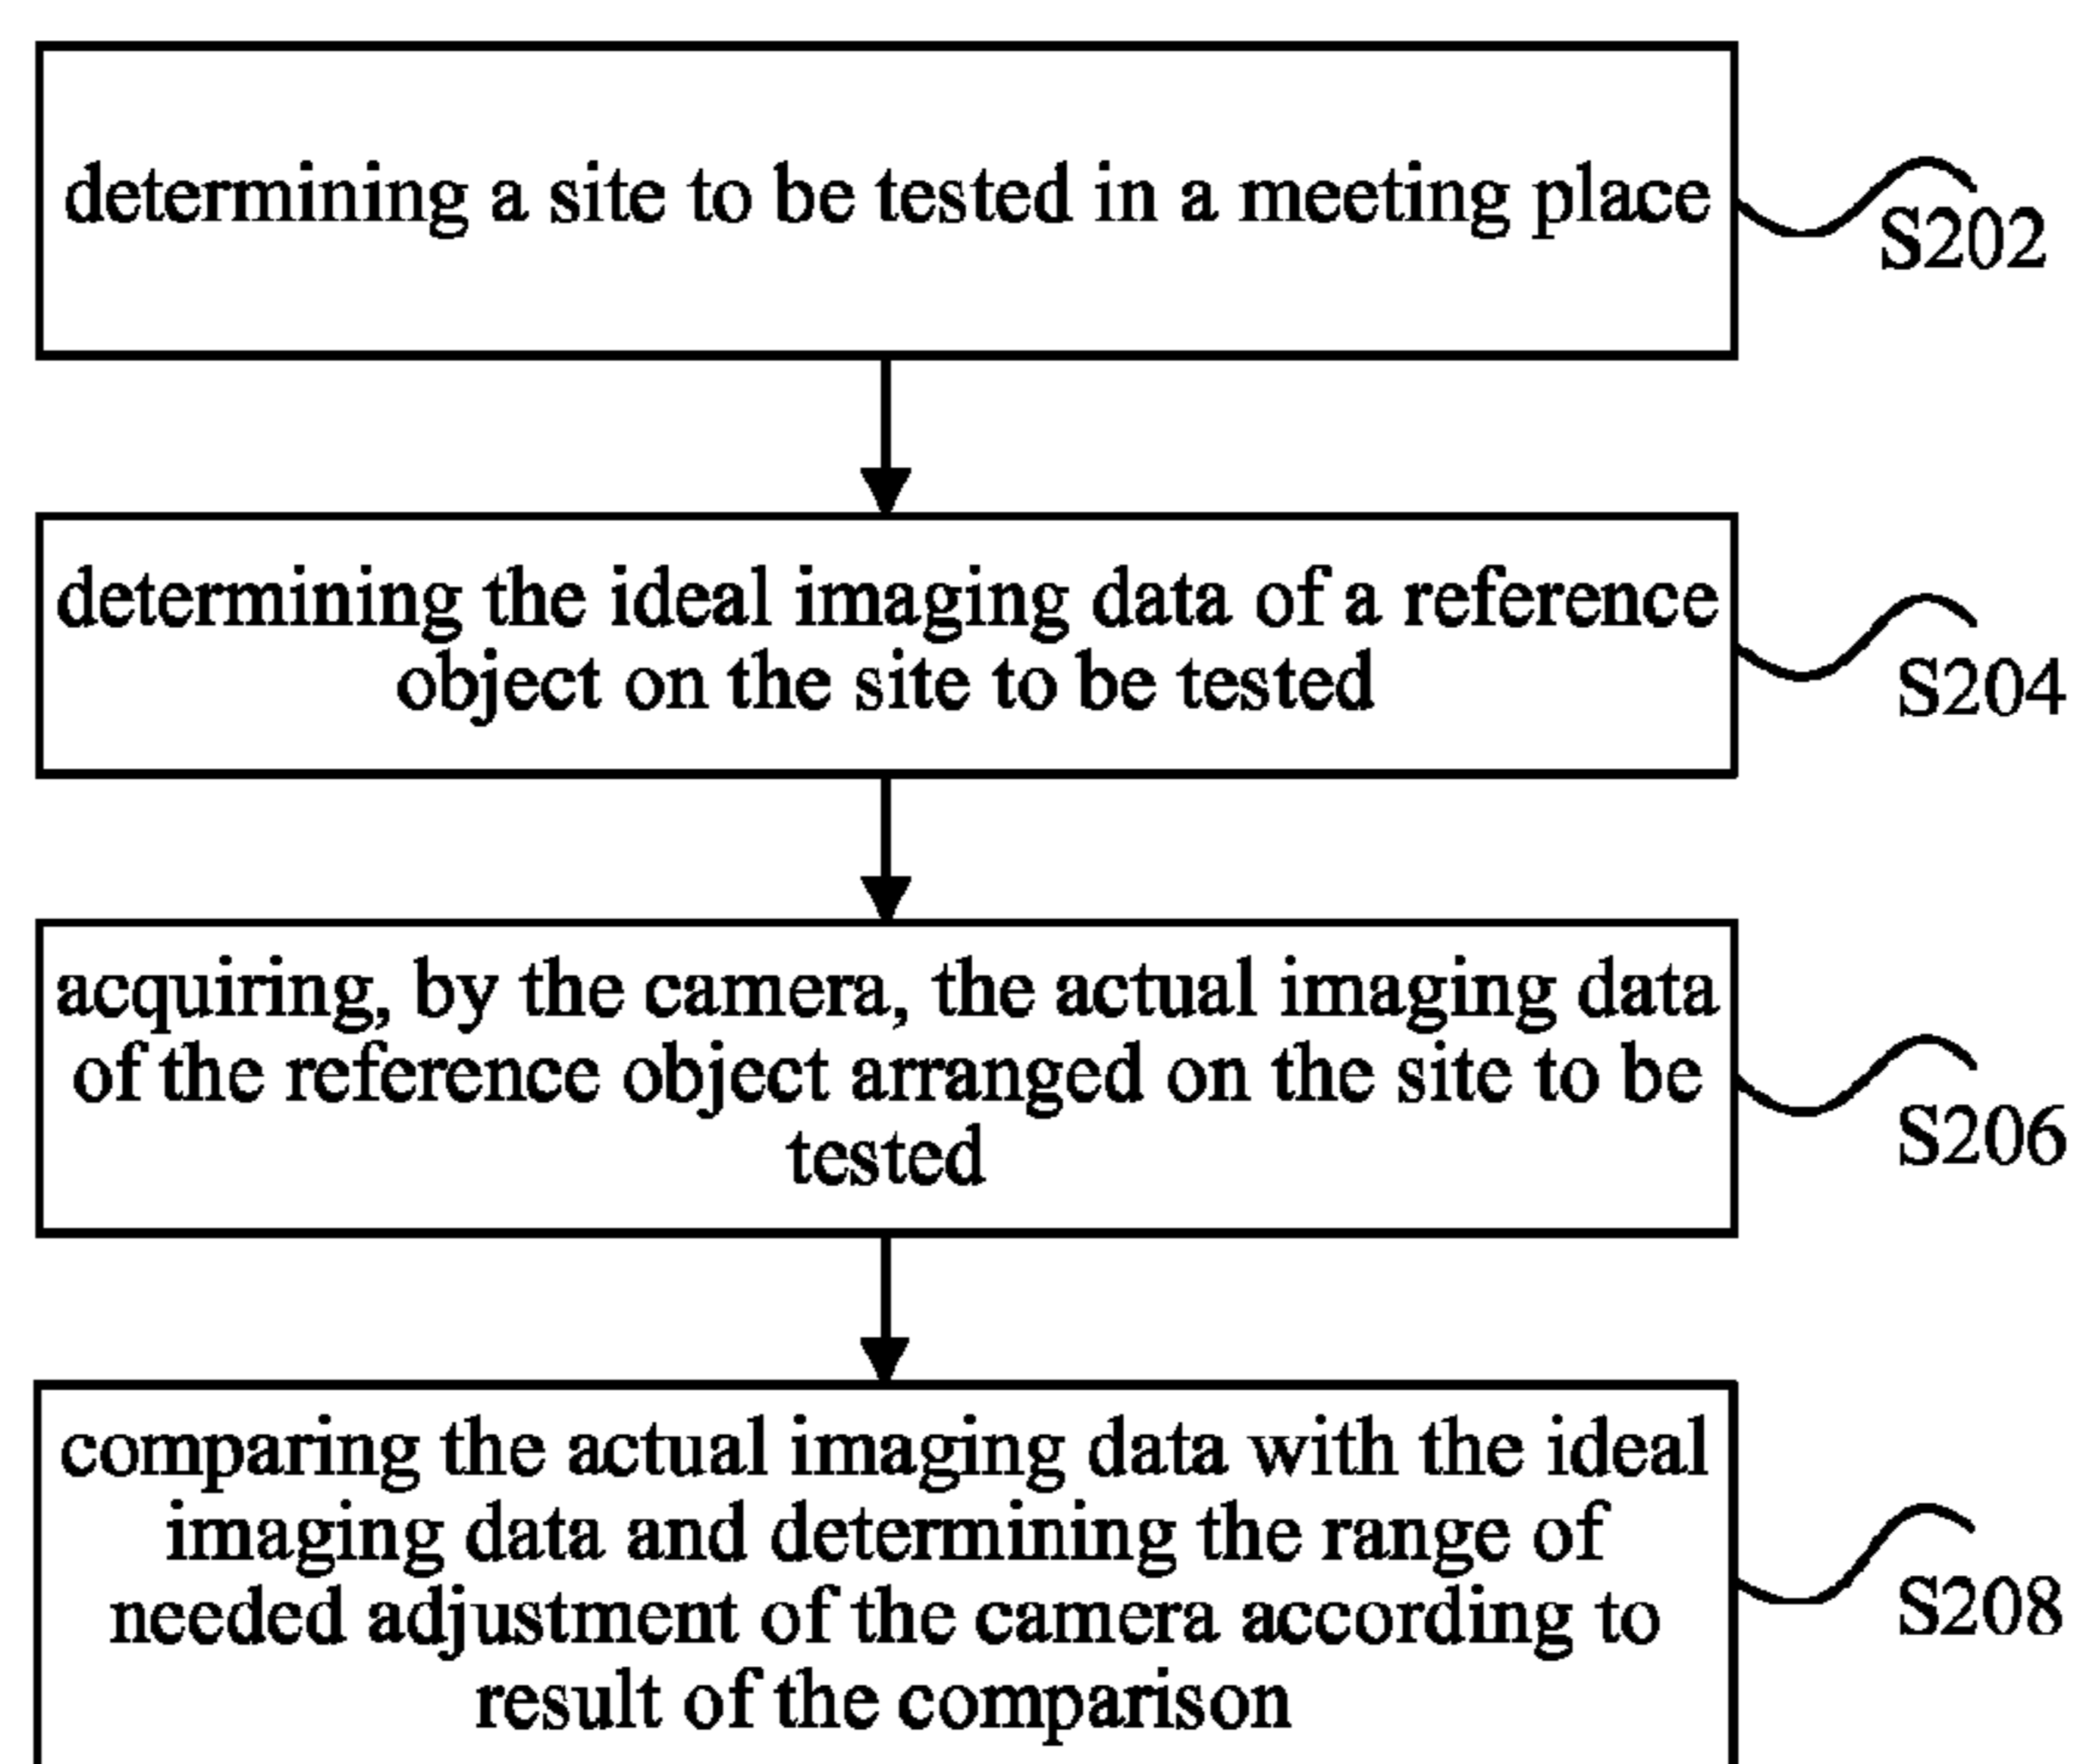 determining a site to be tested in a meeting place
S202
determining the ideal imaging data of a reference
object on the site to be tested
S204
acquiring, by the camera, the actual imaging data
of the reference object arranged on the site to be
tested
S206
comparing the actual imaging data with the ideal
imaging data and determining the range of
needed adjustment of the camera according to
result of the comparison
S208